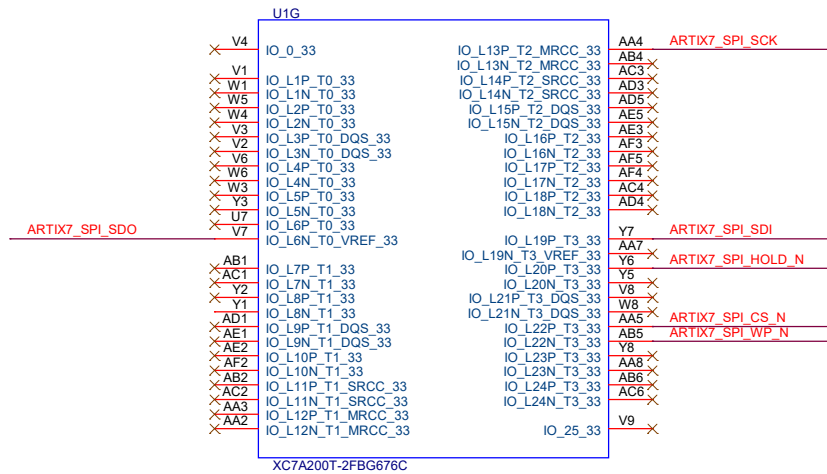 U1G
V4 IO_0_33
V1 IO_L1P_T0_33
W1 IO_L1N_T0_33
W5 IO_L2P_T0_33
W4 IO_L2N_T0_33
V3 IO_L3P_T0_DQS_33
V2 IO_L3N_T0_DQS_33
V6 IO_L4P_T0_33
W6 IO_L4N_T0_33
W3 IO_L5P_T0_33
Y3 IO_L5N_T0_33
U7 IO_L6P_T0_33
ARTIX7_SPI_SDO V7 IO_L6N_T0_VREF_33
AB1 IO_L7P_T1_33
AC1 IO_L7N_T1_33
Y2 IO_L8P_T1_33
Y1 IO_L8N_T1_33
AD1 IO_L9P_T1_DQS_33
AE1 IO_L9N_T1_DQS_33
AE2 IO_L10P_T1_33
AF2 IO_L10N_T1_33
AB2 IO_L11P_T1_SRCC_33
AC2 IO_L11N_T1_SRCC_33
AA3 IO_L12P_T1_MRCC_33
AA2 IO_L12N_T1_MRCC_33
IO_L13P_T2_MRCC_33 AA4 ARTIX7_SPI_SCK
IO_L13N_T2_MRCC_33 AB4
IO_L14P_T2_SRCC_33 AC3
IO_L14N_T2_SRCC_33 AD3
IO_L15P_T2_DQS_33 AD5
IO_L15N_T2_DQS_33 AE5
IO_L16P_T2_33 AE3
IO_L16N_T2_33 AF3
IO_L17P_T2_33 AF5
IO_L17N_T2_33 AF4
IO_L18P_T2_33 AC4
IO_L18N_T2_33 AD4
IO_L19P_T3_33 Y7 ARTIX7_SPI_SDI
IO_L19N_T3_VREF_33 AA7
IO_L20P_T3_33 Y6 ARTIX7_SPI_HOLD_N
IO_L20N_T3_33 Y5
IO_L21P_T3_DQS_33 V8
IO_L21N_T3_DQS_33 W8
IO_L22P_T3_33 AA5 ARTIX7_SPI_CS_N
IO_L22N_T3_33 AB5 ARTIX7_SPI_WP_N
IO_L23P_T3_33 Y8
IO_L23N_T3_33 AA8
IO_L24P_T3_33 AB6
IO_L24N_T3_33 AC6
IO_25_33 V9
XC7A200T-2FBG676C